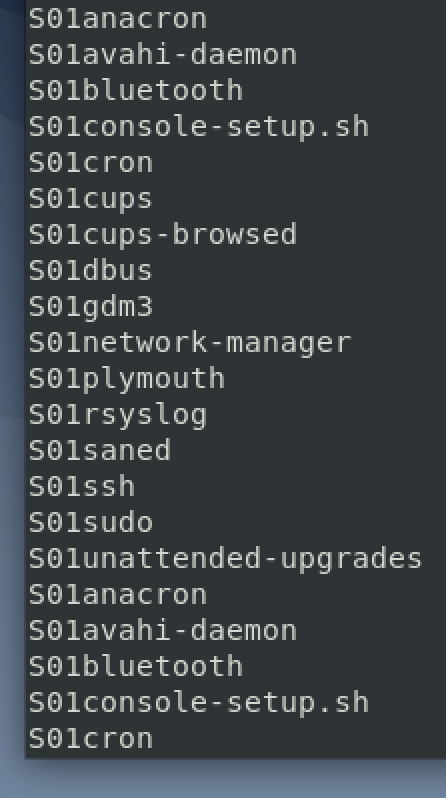 S01anacron
S01avahi-daemon
S01bluetooth
S01console-setup.sh
S01cron
S01cups
S01cups-browsed
S01dbus
S01gdm3
S01network-manager
S01plymouth
S01rsyslog
S01saned
S01ssh
S01sudo
S01unattended-upgrades
S01anacron
S01avahi-daemon
S01bluetooth
S01console-setup.sh
S01cron